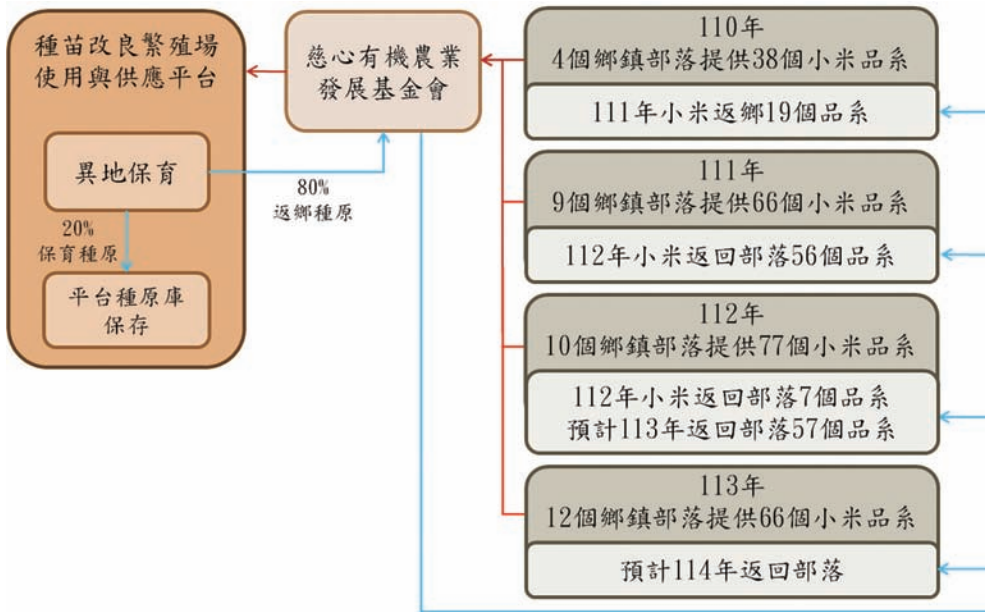 種苗改良繁殖場
使用與供應平台
異地保育
20%
保育種原
平台種原庫
保存
80%
返鄉種原
慈心有機農業
發展基金會
110年
4個鄉鎮部落提供38個小米品系
111年小米返鄉19個品系
111年
9個鄉鎮部落提供66個小米品系
112年小米返回部落56個品系
112年
10個鄉鎮部落提供77個小米品系
112年小米返回部落7個品系
預計113年返回部落57個品系
113年
12個鄉鎮部落提供66個小米品系
預計114年返回部落